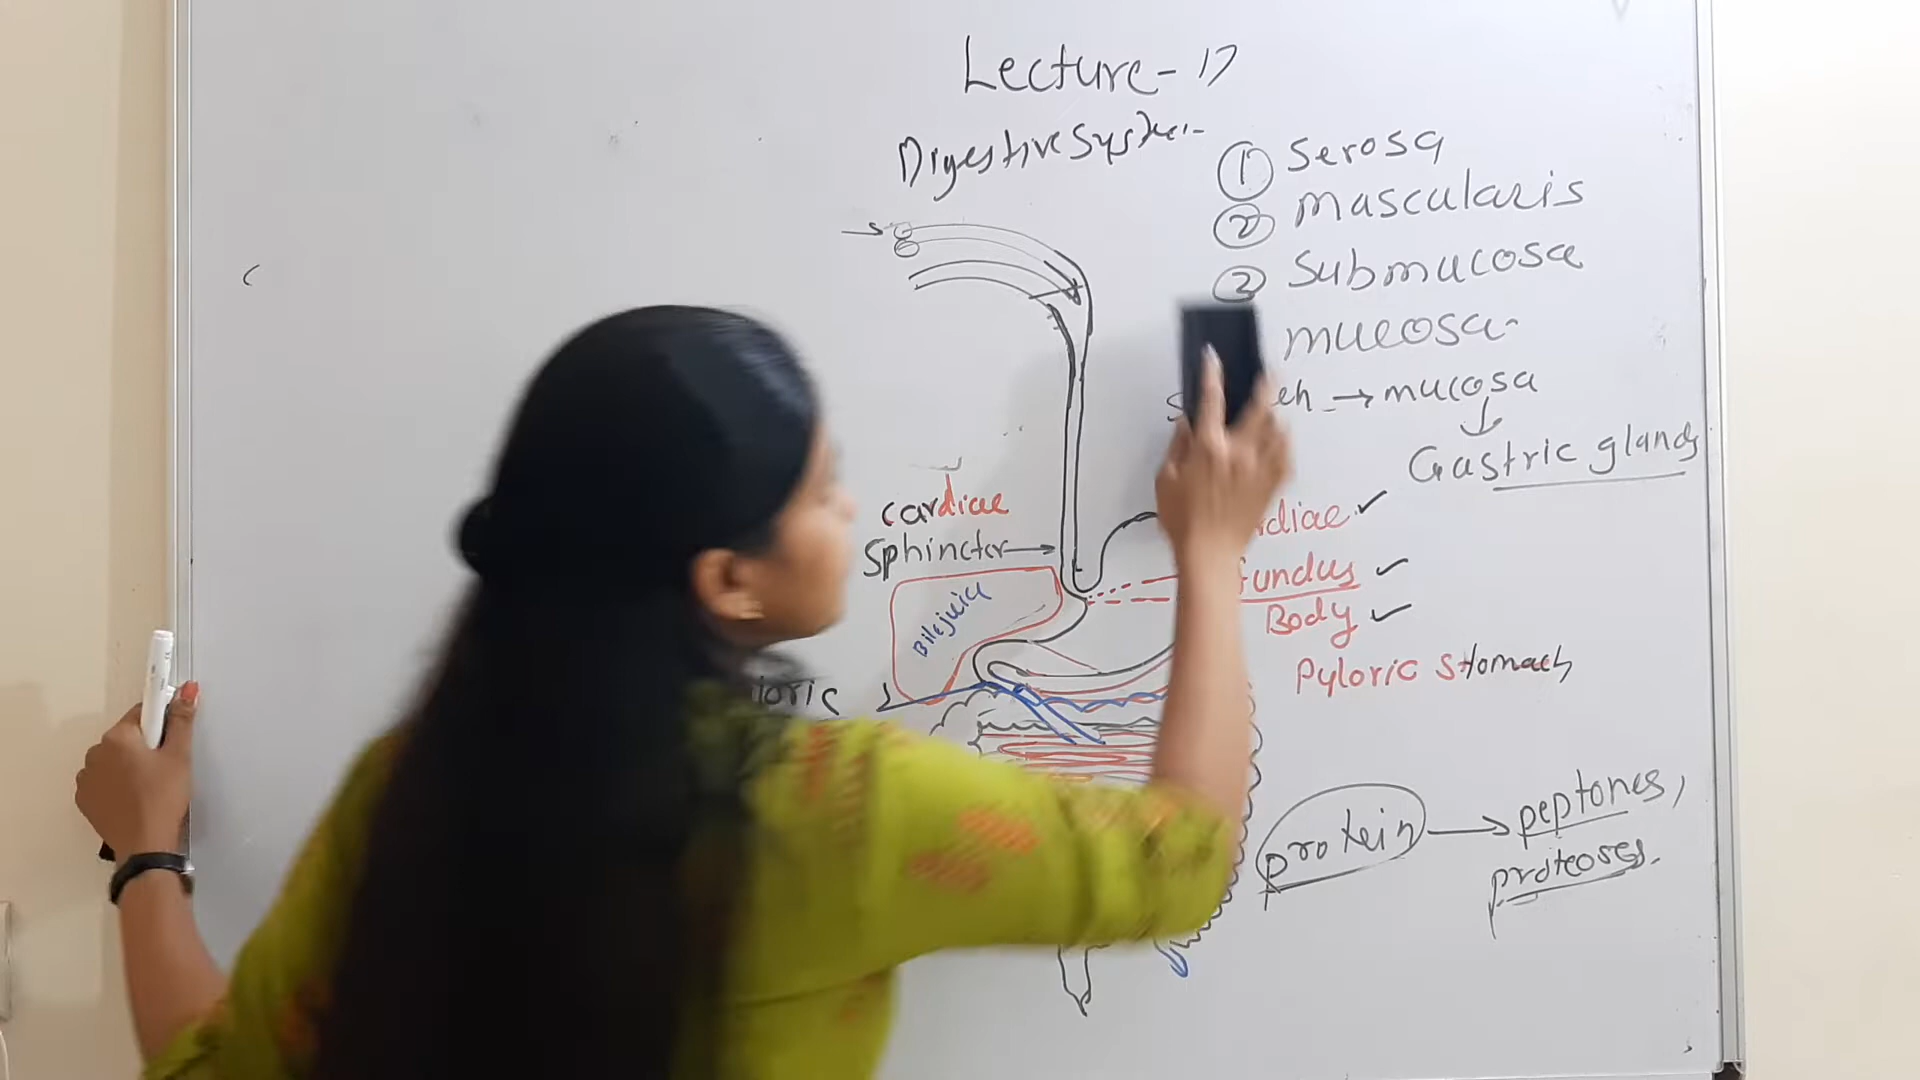 Lecture - 17
Digestive System
① Serosa
② mascularis
③ Submucosa
mucosa
→ mucosa
Gastric glands
cardiac
sphincter
✓
fundus ✓
Body ✓
Pyloric stomach
Bile juice
protein → peptones,
proteoses.